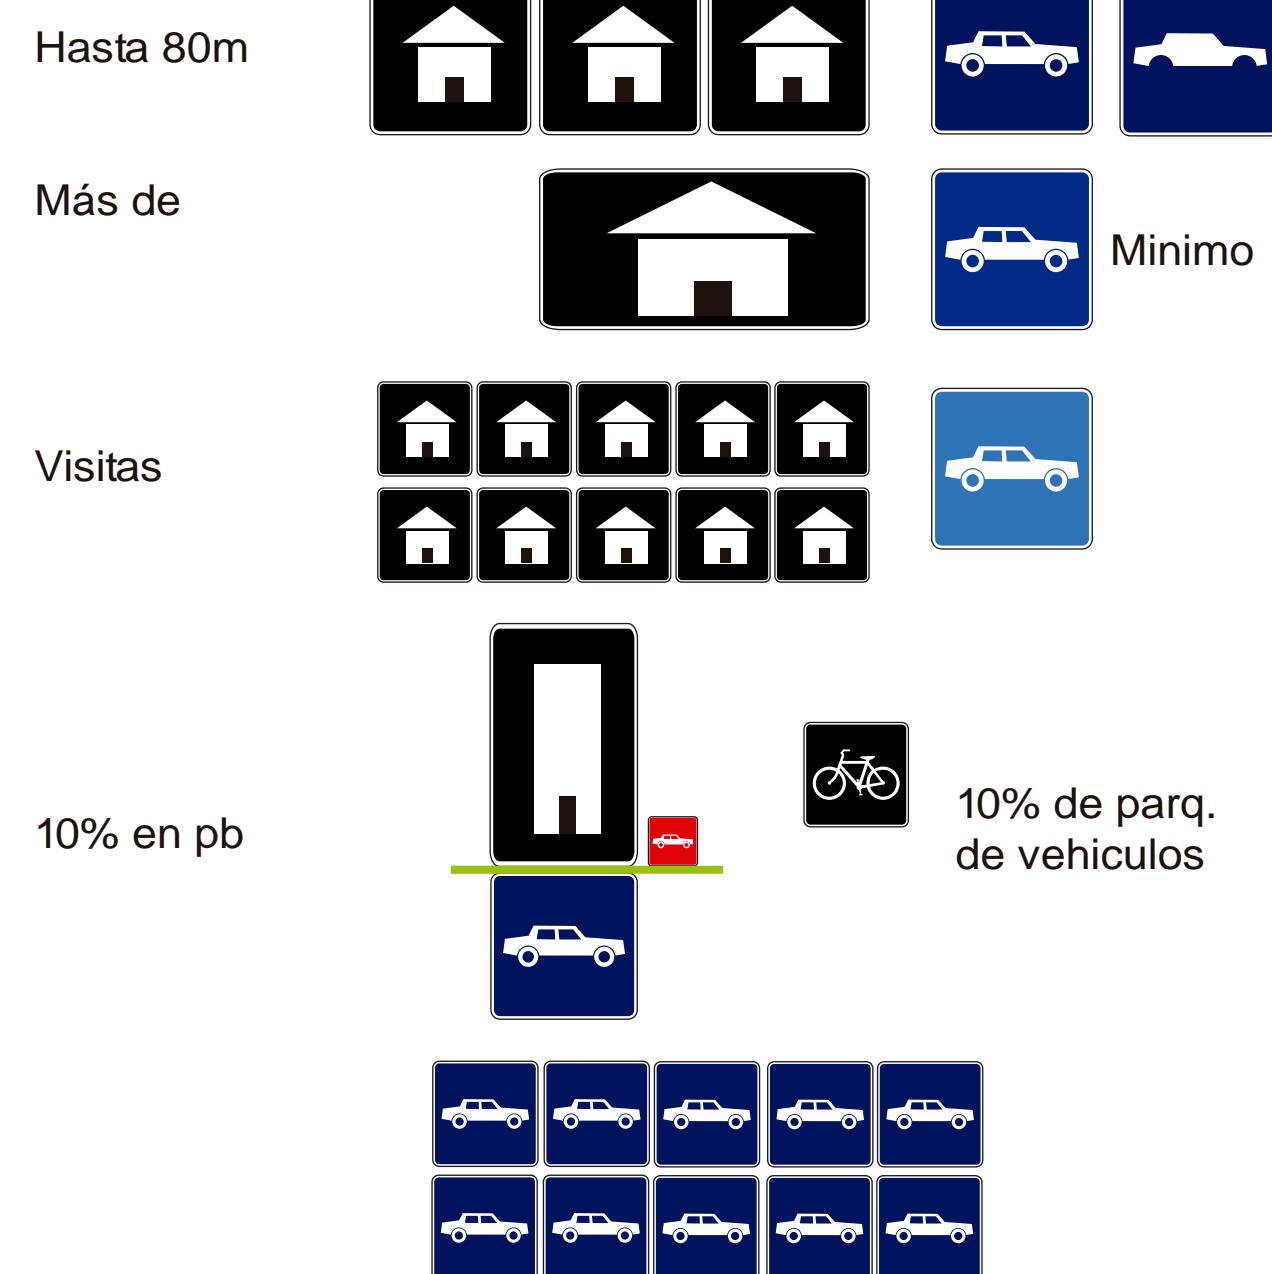 Hasta 80m
Más de
Minimo
Visitas
10% en pb
10% de parq.
de vehiculos